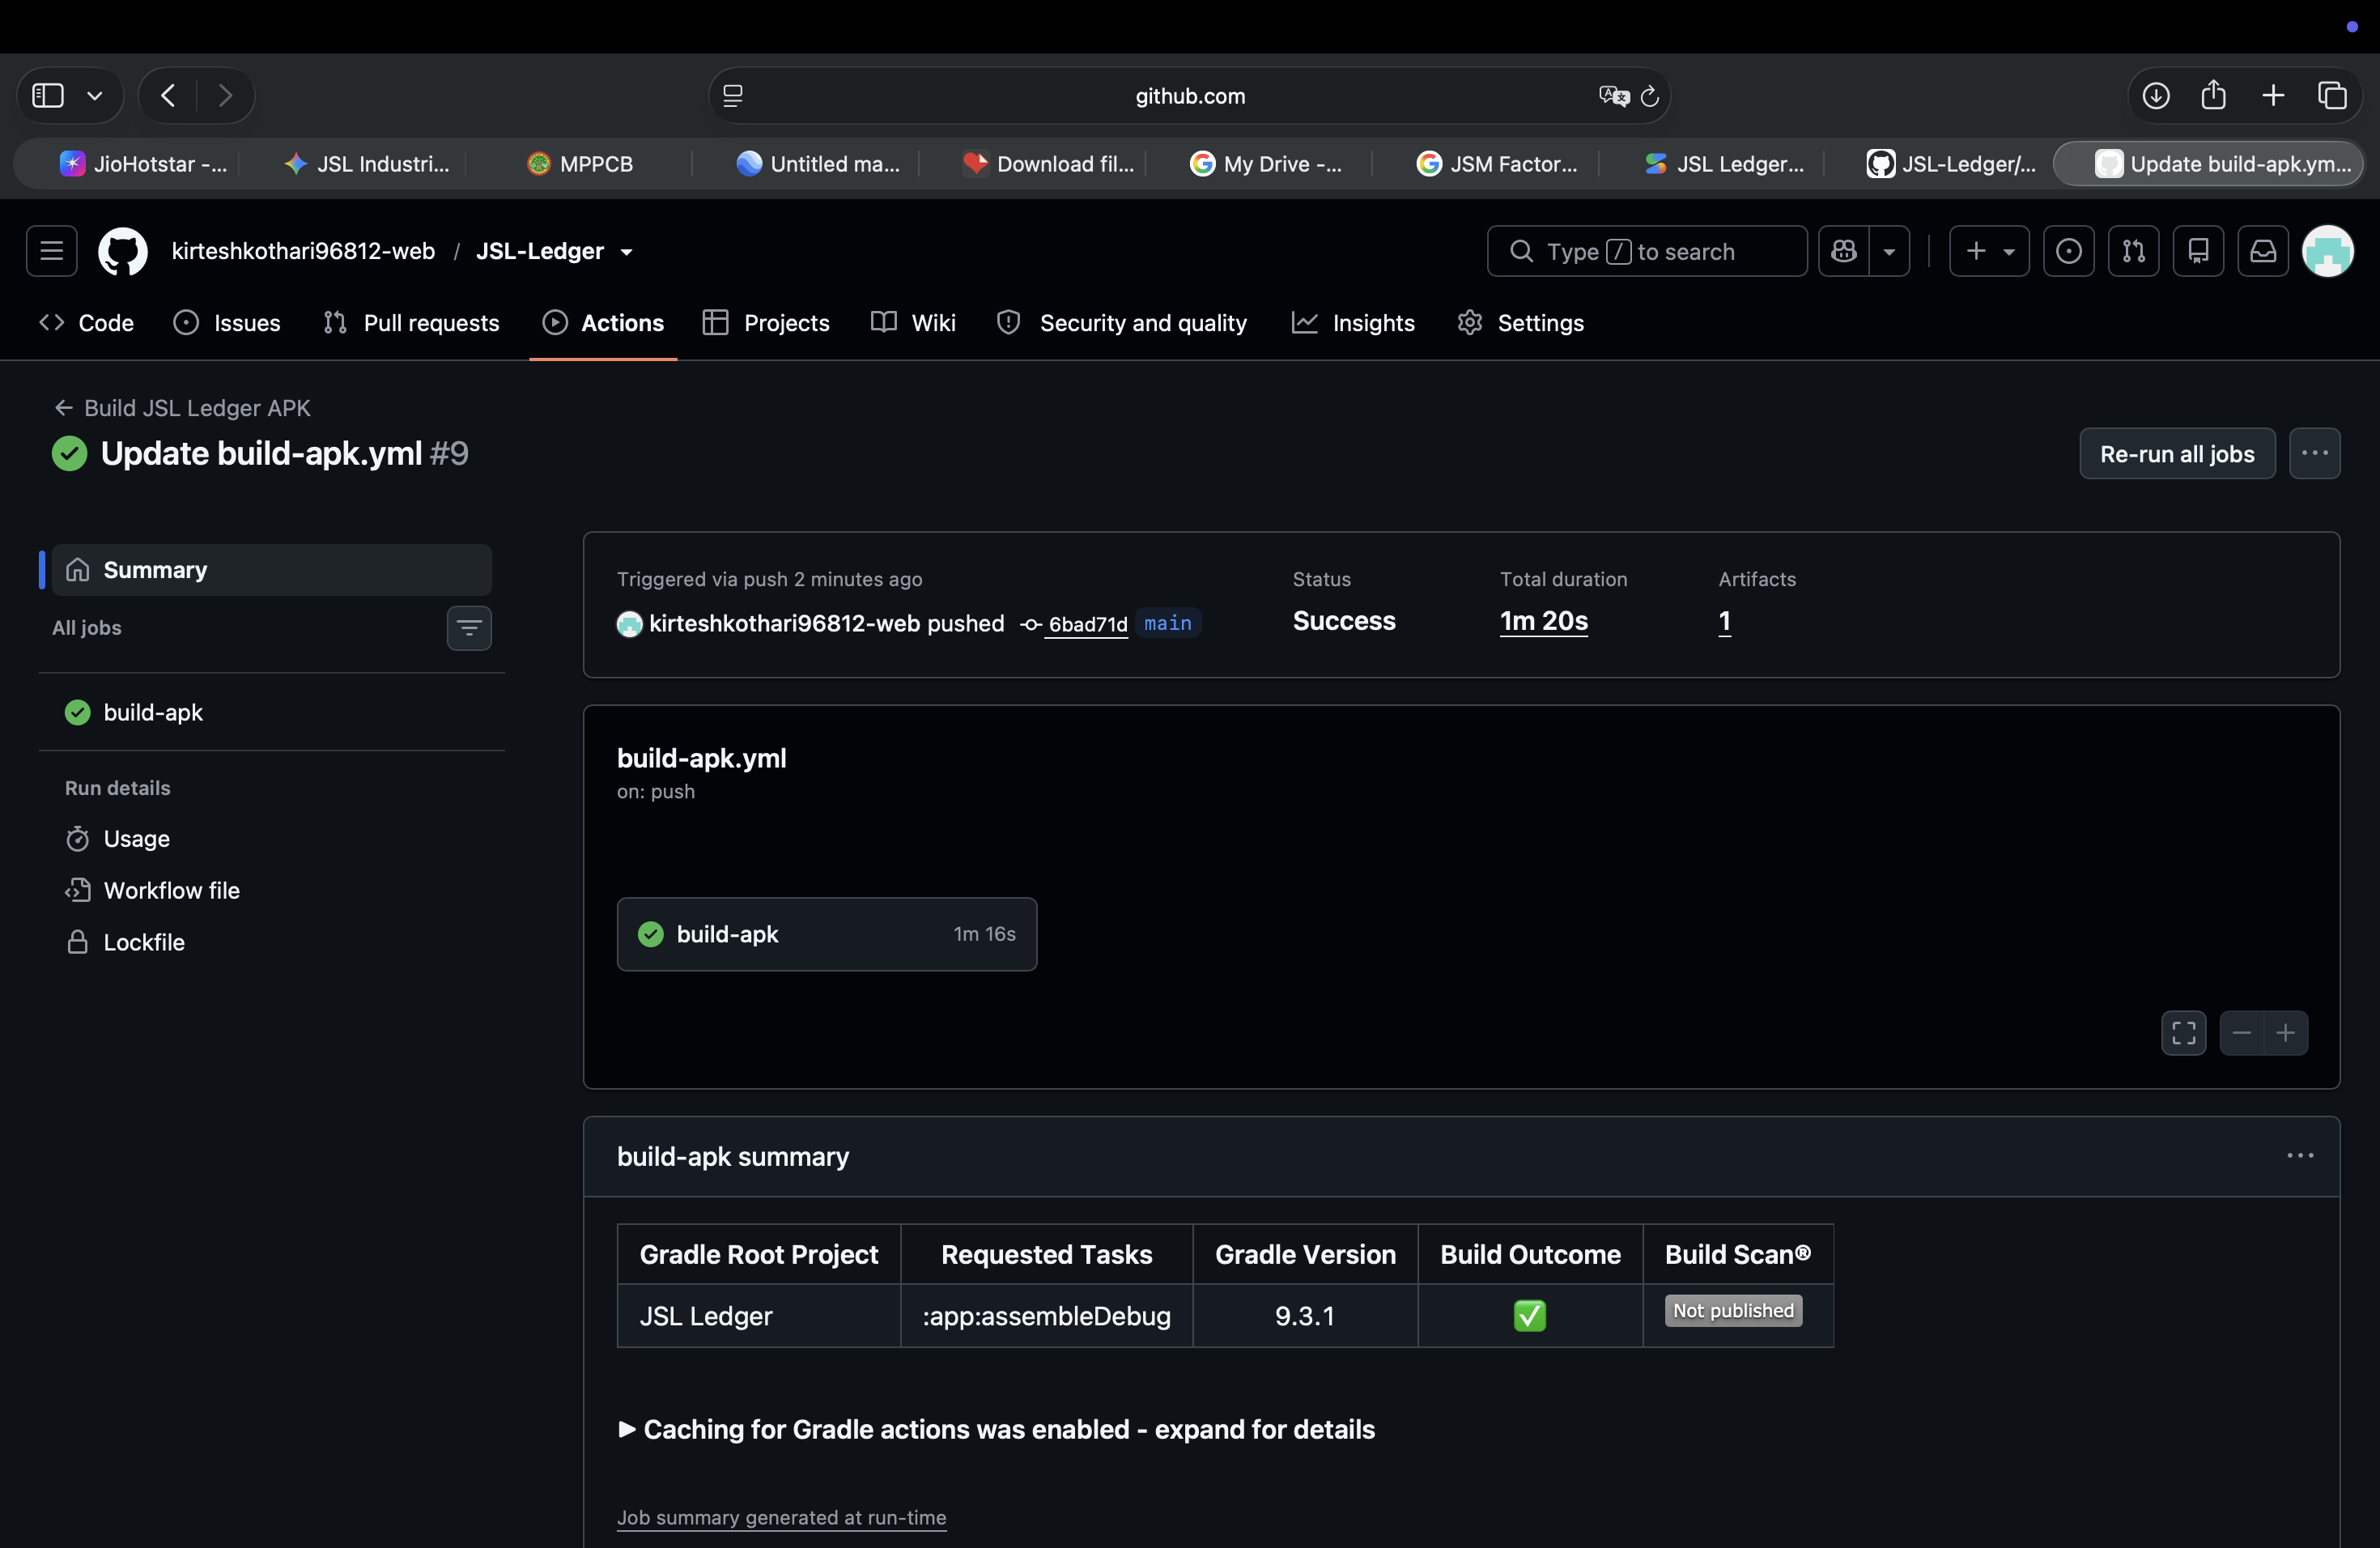 github.com
JioHotstar -...
JSL Industri...
MPPCB
Untitled ma...
Download fil...
My Drive -...
JSM Factor...
JSL Ledger...
JSL-Ledger/...
Update build-apk.ym...
kirteshkothari96812-web / JSL-Ledger
Type / to search
Code
Issues
Pull requests
Actions
Projects
Wiki
Security and quality
Insights
Settings
← Build JSL Ledger APK
Update build-apk.yml #9
Re-run all jobs
Summary
All jobs
build-apk
Run details
Usage
Workflow file
Lockfile
Triggered via push 2 minutes ago
kirteshkothari96812-web pushed 6bad71d main
Status
Success
Total duration
1m 20s
Artifacts
1
build-apk.yml
on: push
build-apk 1m 16s
build-apk summary
Gradle Root Project Requested Tasks Gradle Version Build Outcome Build Scan®
JSL Ledger :app:assembleDebug 9.3.1 ✅ Not published
Caching for Gradle actions was enabled - expand for details
Job summary generated at run-time